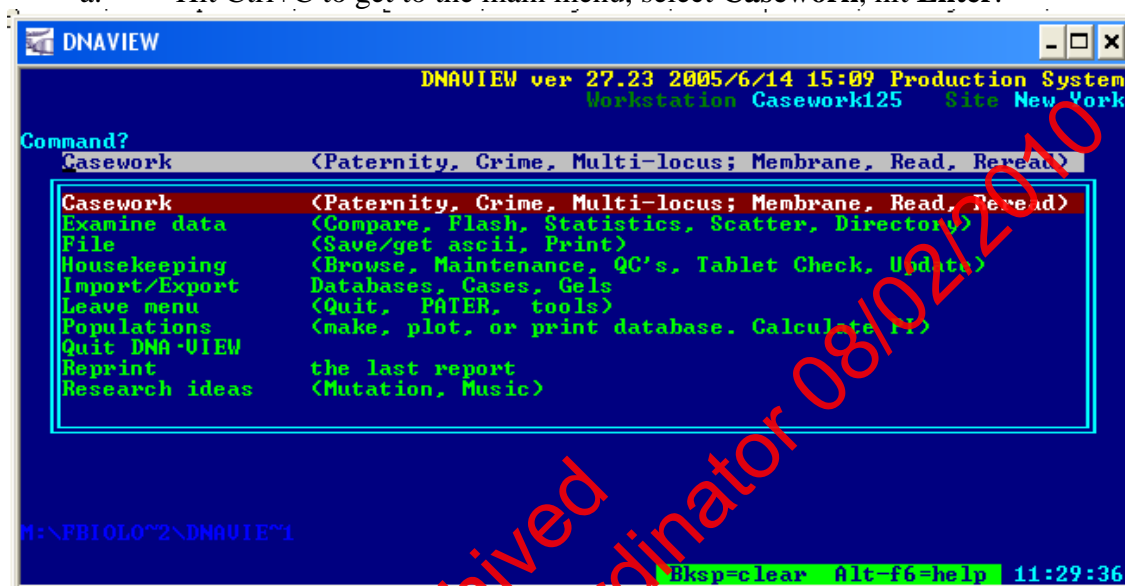 a. Hit Ctrl+C to get to the main menu, select Casework, hit Enter.
DNAVIEW
DNAVIEW ver 27.23 2005/6/14 15:09 Production System
Workstation Casework125 Site New York
Command?
Casework (Paternity, Crime, Multi-locus; Membrane, Read, Reread)
Casework (Paternity, Crime, Multi-locus; Membrane, Read, Reread)
Examine data (Compare, Flash, Statistics, Scatter, Directory)
File (Save/get ascii, Print)
Housekeeping (Browse, Maintenance, QC's, Tablet Check, Update)
Import/Export Databases, Cases, Gels
Leave menu (Quit, PATER, tools)
Populations (make, plot, or print database. Calculate PI)
Quit DNA·VIEW
Reprint the last report
Research ideas (Mutation, Music)
M:\FBIOLO~2\DNAVIE~1
Bksp=clear Alt-f6=help 11:29:36
08/02/2010